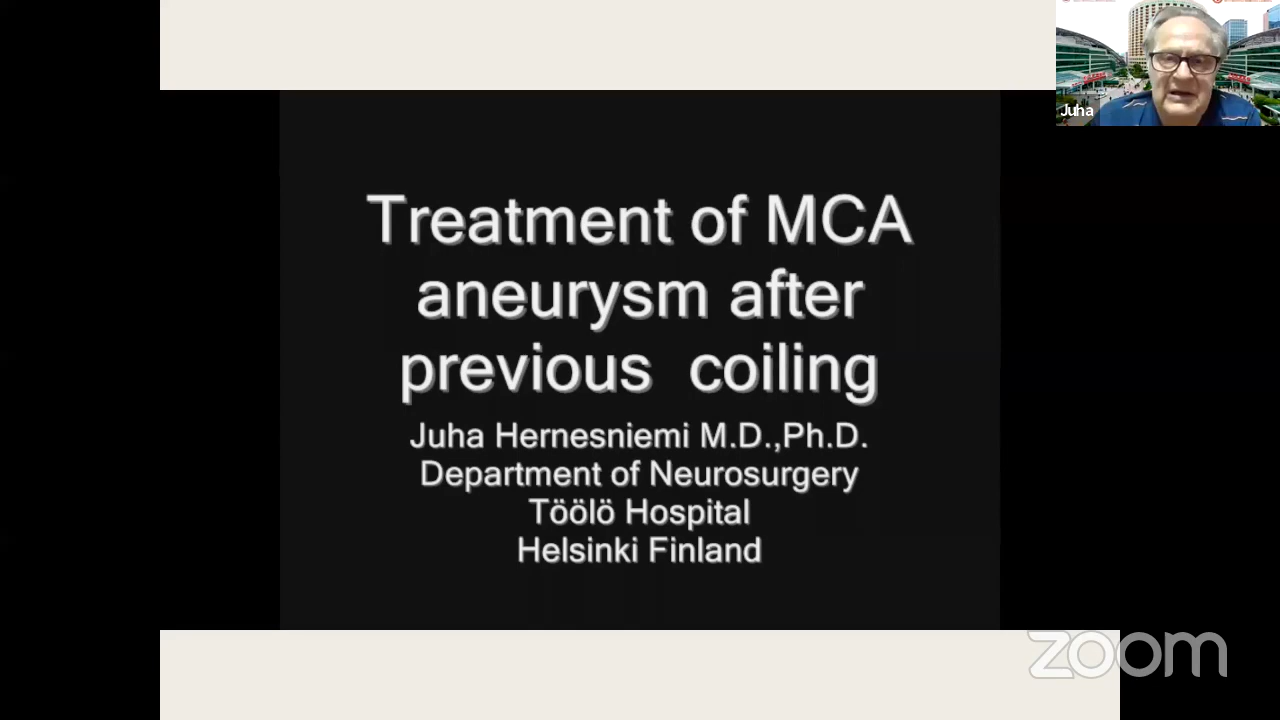 Juha
Treatment of MCA
aneurysm after
previous coiling
Juha Hernesniemi M.D.,Ph.D.
Department of Neurosurgery
Töölö Hospital
Helsinki Finland
zoom